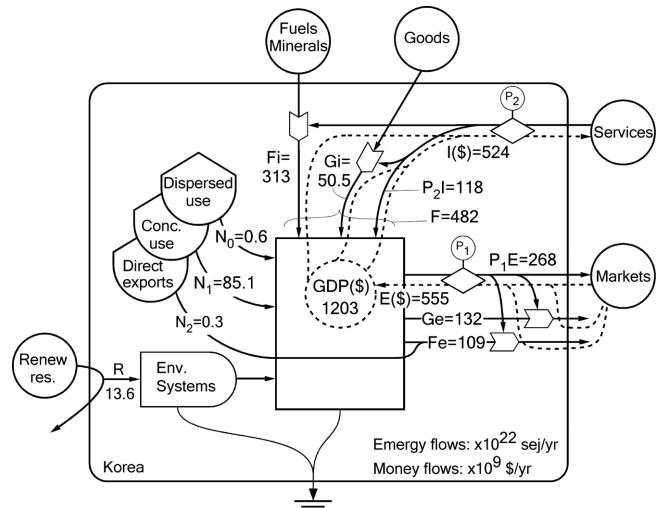 Fuels
Minerals
Goods
P2
Services
I($)=524
Fi=
313
Gi=
50.5
P2I=118
F=482
Dispersed
use
Conc.
use
Direct
exports
N0=0.6
N1=85.1
N2=0.3
P1
P1E=268
Markets
GDP($)
1203
E($)=555
Ge=132
Fe=109
Renew
res.
R
13.6
Env.
Systems
Emergy flows: x10^22 sej/yr
Money flows: x10^9 $/yr
Korea